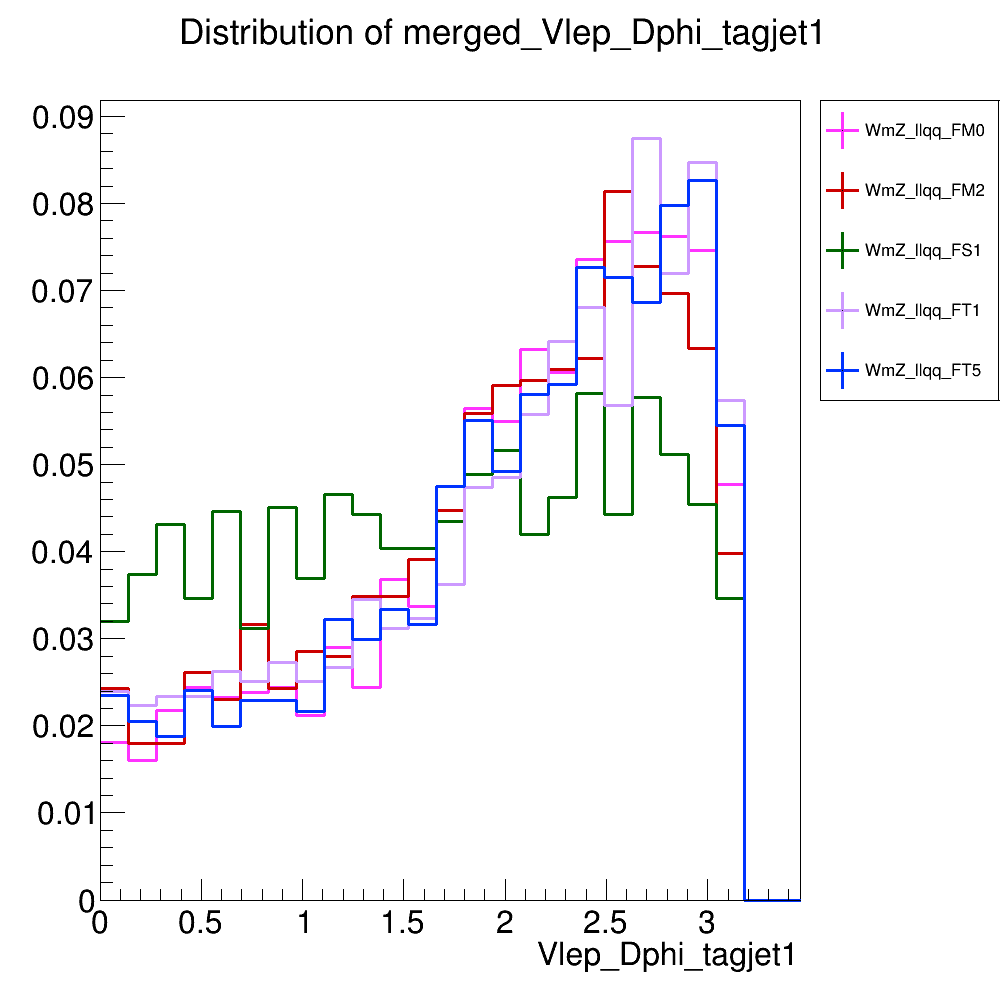 Distribution of merged_Vlep_Dphi_tagjet1
0.09
0.08
0.07
0.06
0.05
0.04
0.03
0.02
0.01
0
0 0.5 1 1.5 2 2.5 3
Vlep_Dphi_tagjet1
WmZ_llqq_FM0
WmZ_llqq_FM2
WmZ_llqq_FS1
WmZ_llqq_FT1
WmZ_llqq_FT5